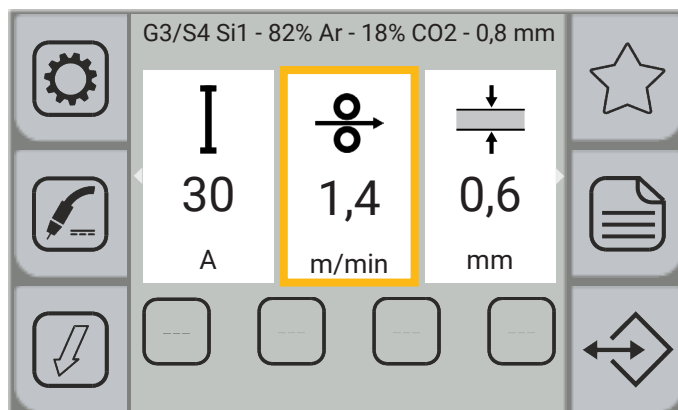 G3/S4 Si1 - 82% Ar - 18% CO2 - 0,8 mm
30 1,4 0,6
A m/min mm
--- --- --- ---